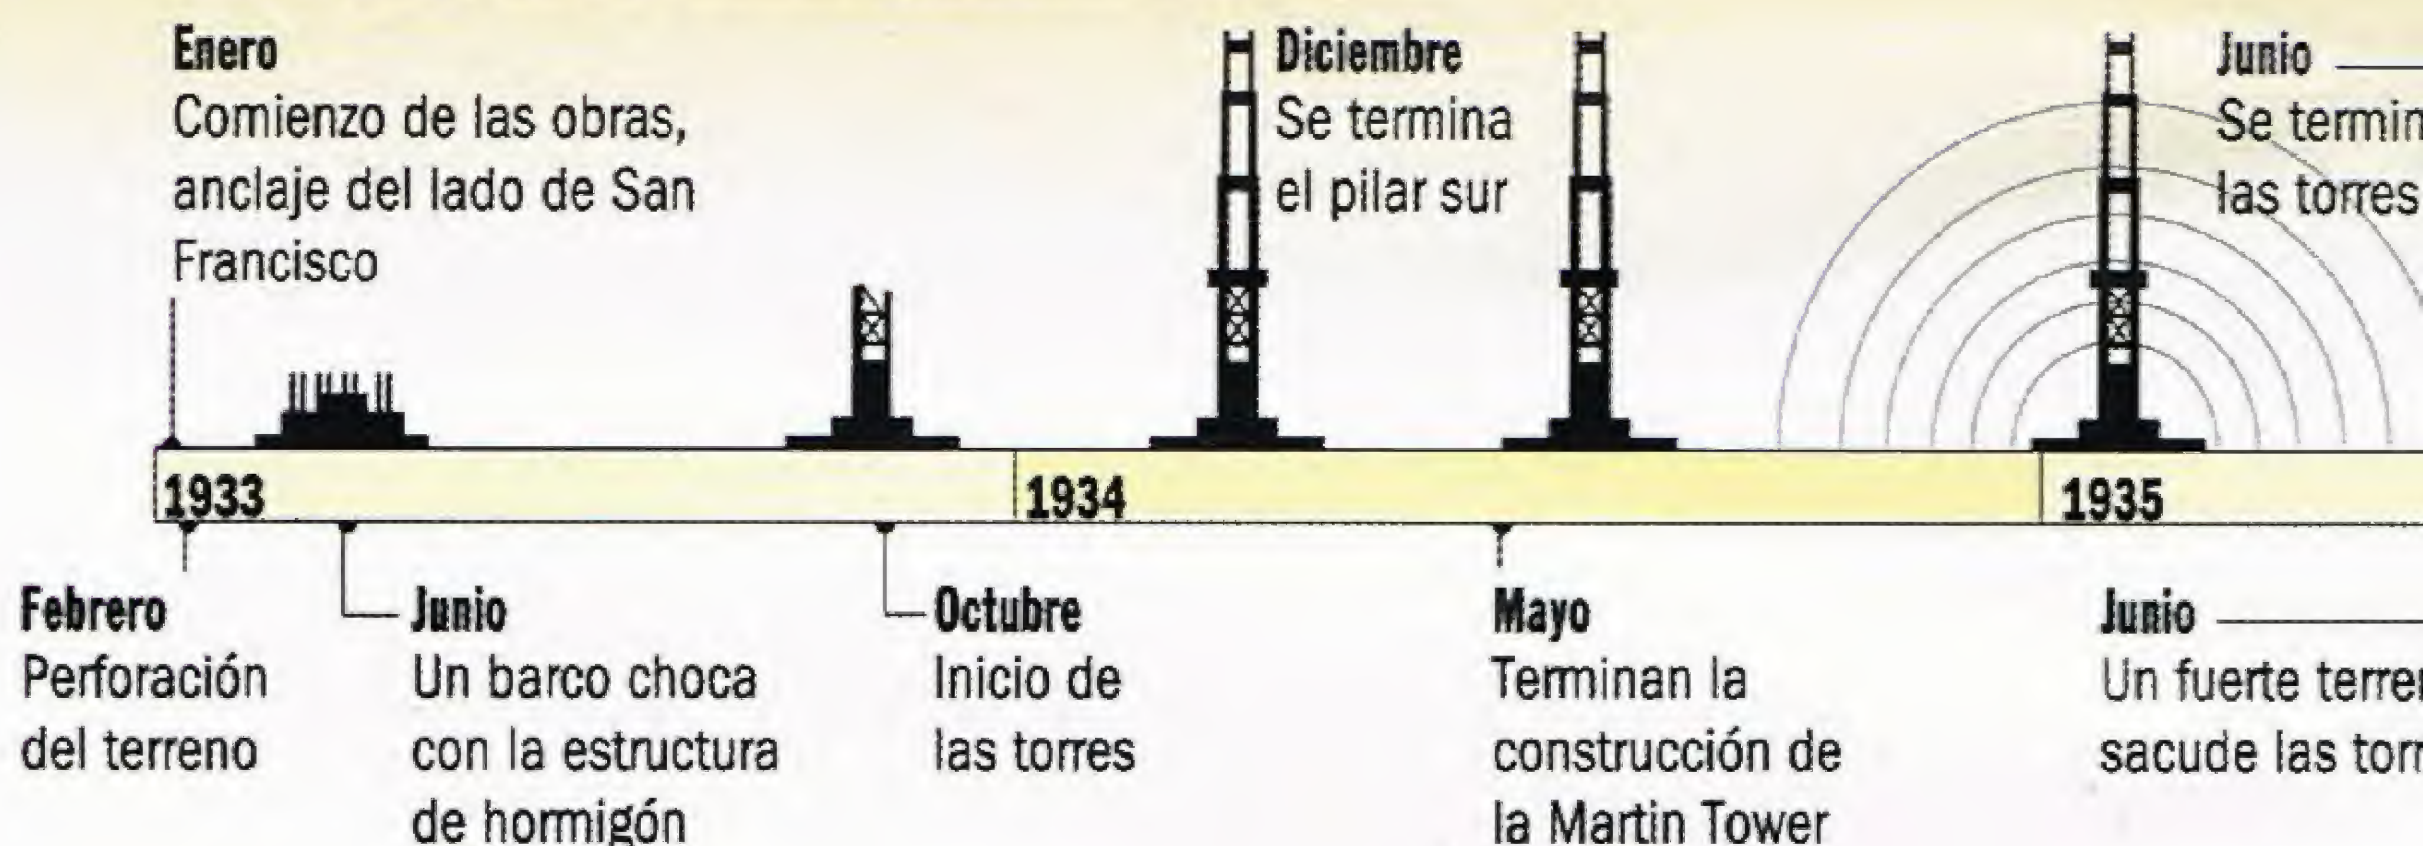 Enero
Comienzo de las obras,
anclaje del lado de San
Francisco
Diciembre
Se termina
el pilar sur
Junio
Se
las torres
1933
1934
1935
Febrero
Perforación
del terreno
Junio
Un barco choca
con la estructura
de hormigón
Octubre
Inicio de
las torres
Mayo
Terminan la
construcción de
la Martin Tower
Junio
Un fuerte
sacude las